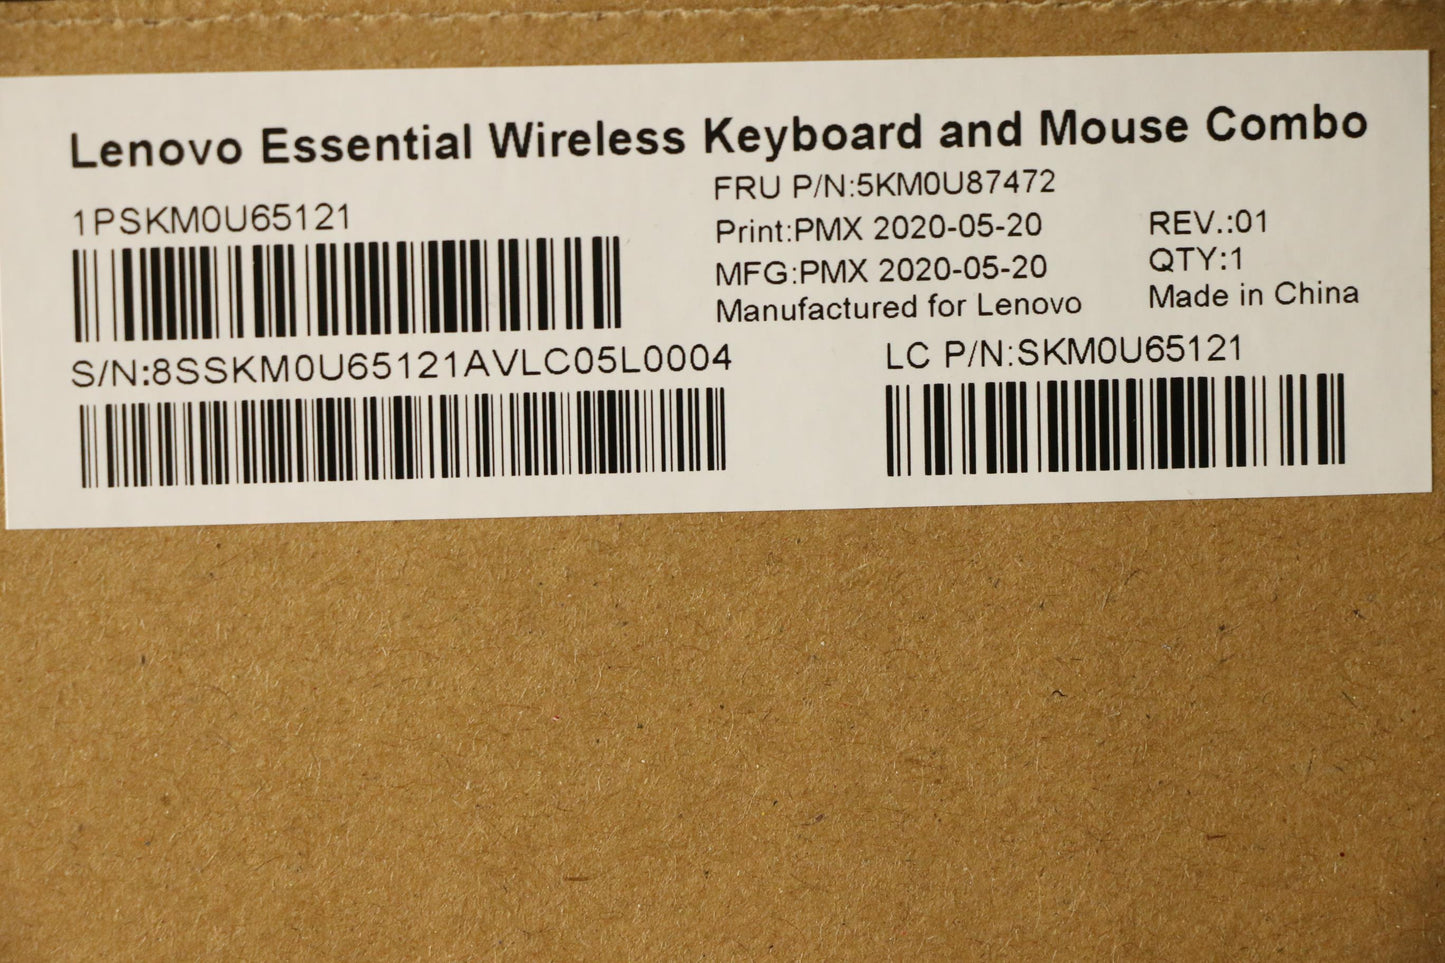 Lenovo Essential Wireless Keyboard and Mouse Combo
1PSKM0U65121
FRU P/N:5KM0U87472
Print:PMX 2020-05-20
REV.:01
MFG:PMX 2020-05-20
QTY:1
Manufactured for Lenovo
Made in China
S/N:8SSKM0U65121AVLC05L0004
LC P/N:SKM0U65121